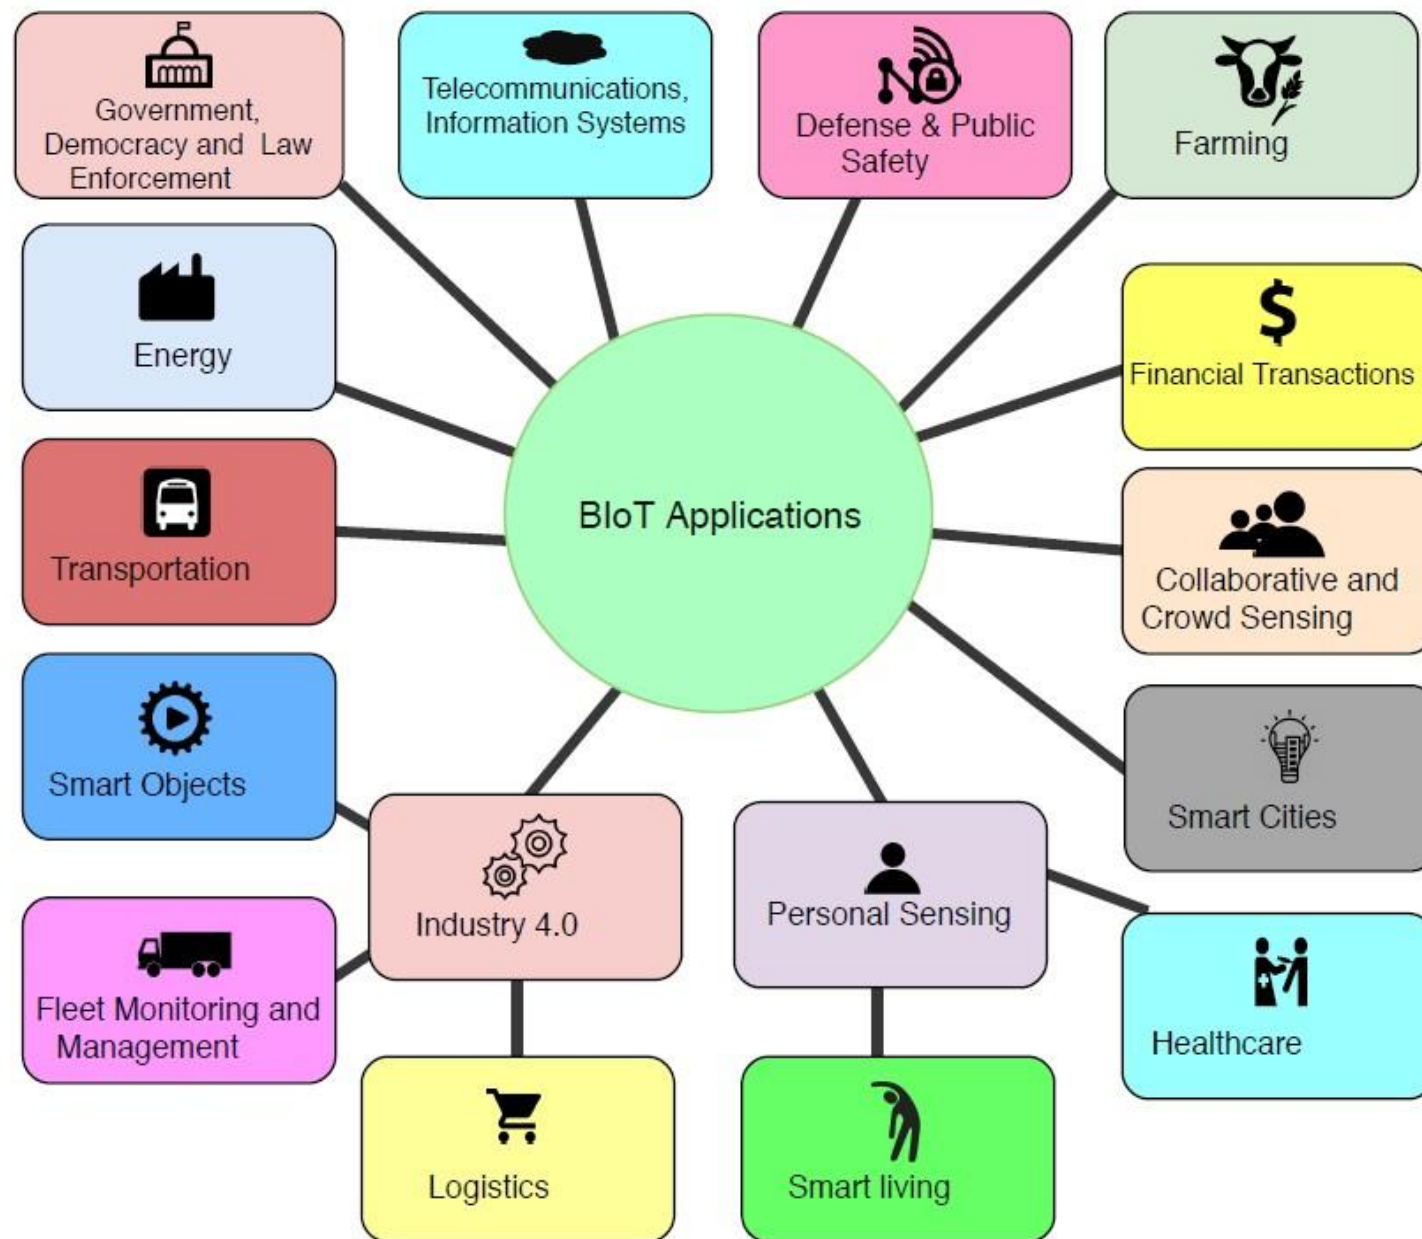 Government,
Democracy and Law
Enforcement
Telecommunications,
Information Systems
Defense & Public
Safety
Farming
Energy
$
Financial Transactions
BIoT Applications
Transportation
Collaborative and
Crowd Sensing
Smart Objects
Smart Cities
Industry 4.0
Personal Sensing
Fleet Monitoring and
Management
Healthcare
Logistics
Smart living